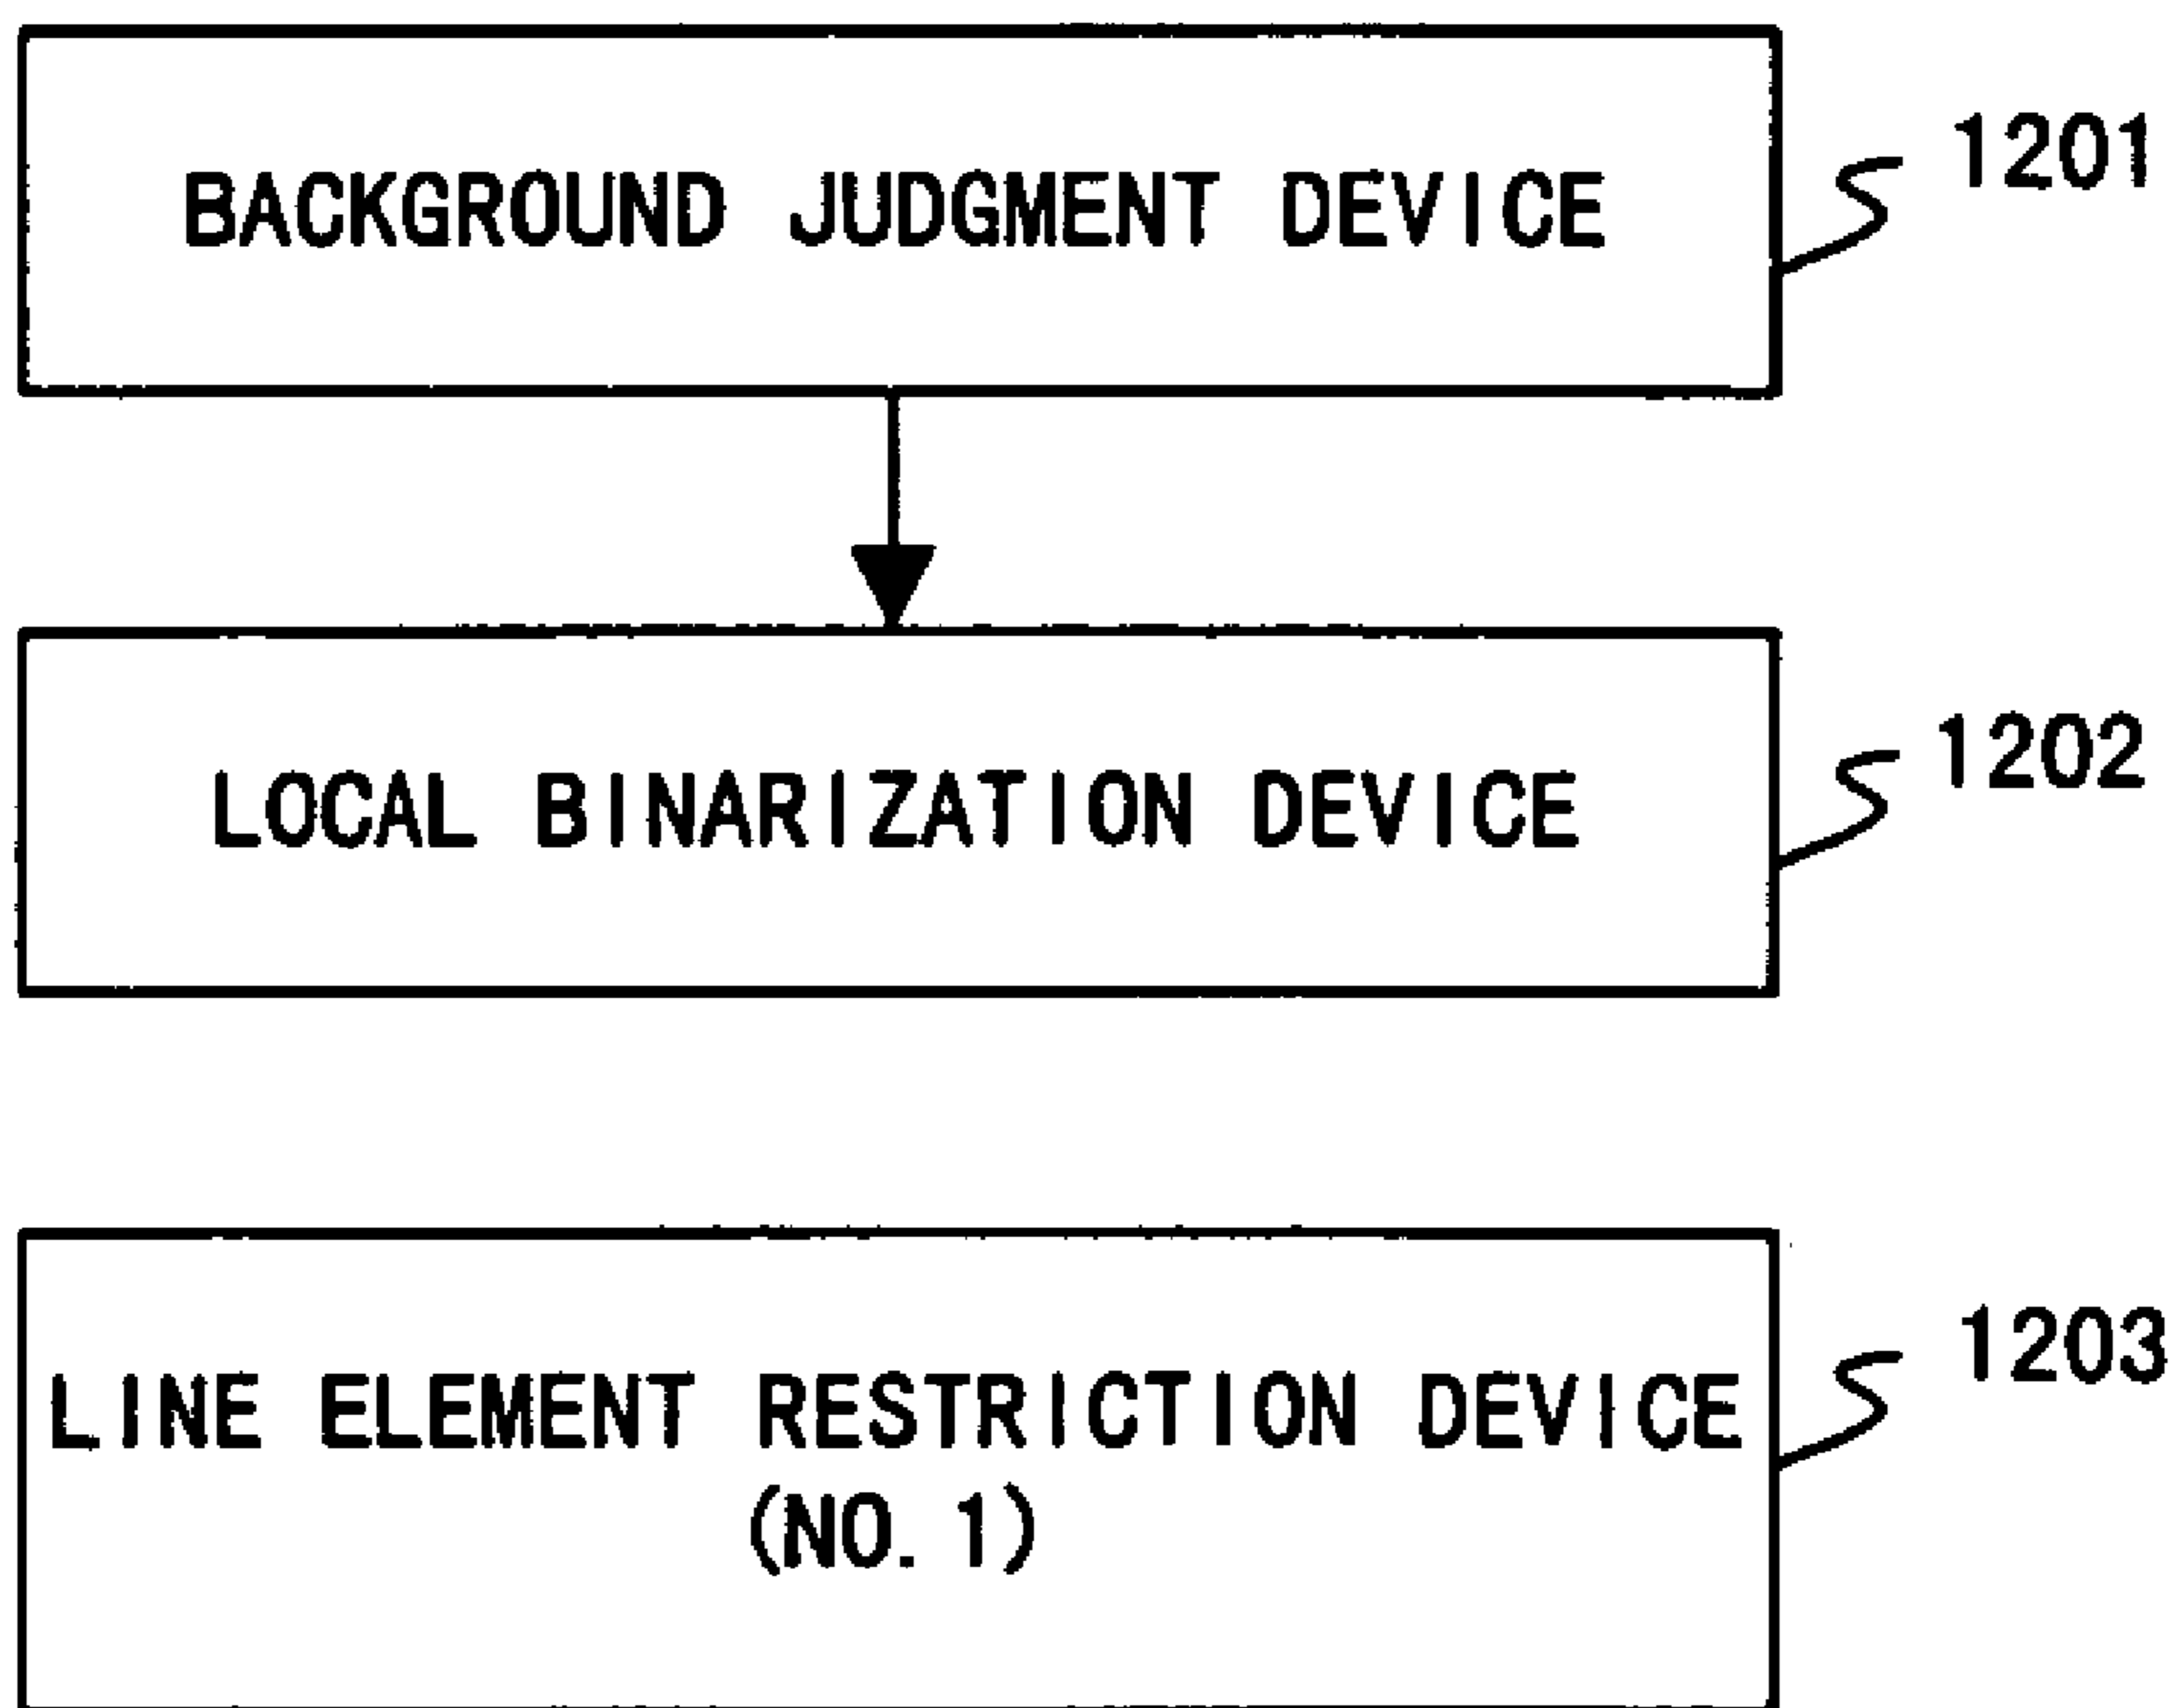 BACKGROUND JUDGMENT DEVICE
1201
LOCAL BINARIZATION DEVICE
1202
LINE ELEMENT RESTRICTION DEVICE
(NO. 1)
1203